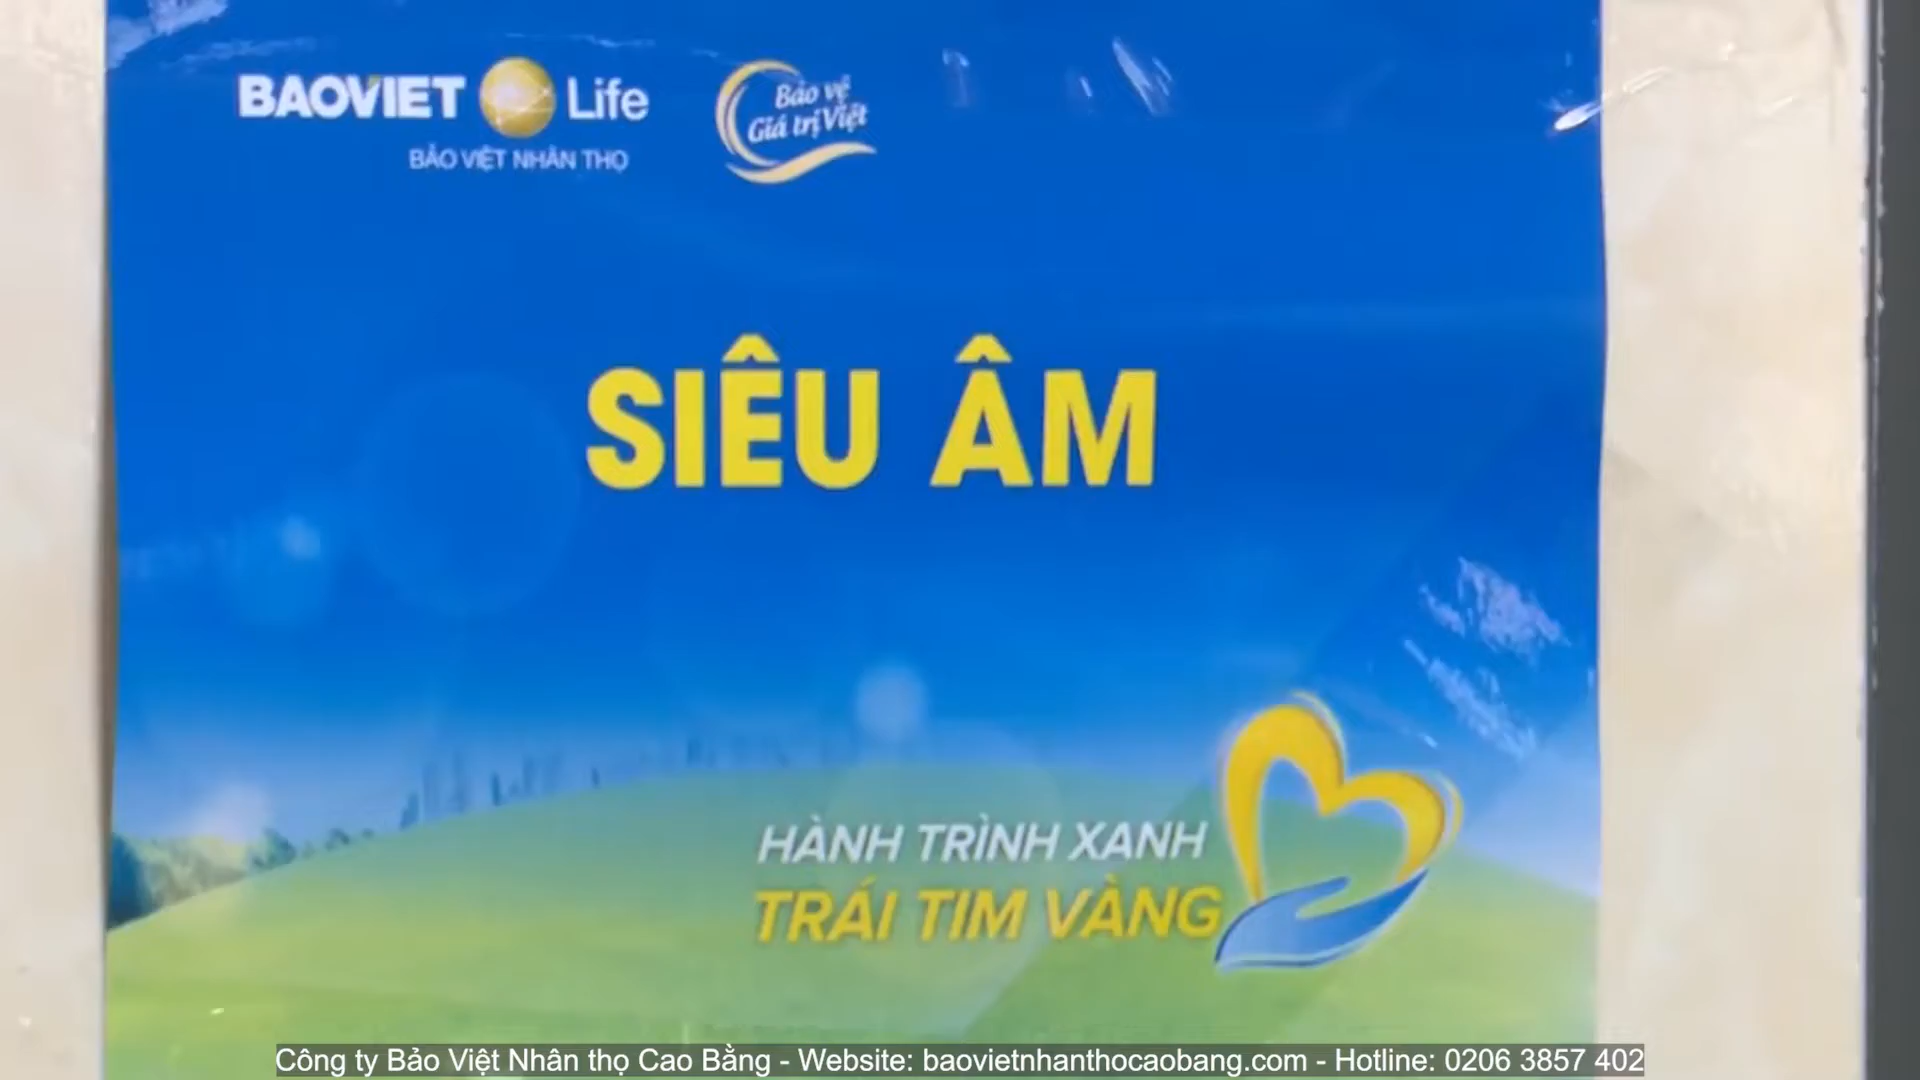 BAOVIET Life
BẢO VIỆT NHÂN THỌ
Bảo vệ
Giá trị Việt
SIÊU ÂM
HÀNH TRÌNH XANH
TRÁI TIM VÀNG
Công ty Bảo Việt Nhân thọ Cao Bằng - Website: baovietnhanthocaobang.com - Hotline: 0206 3857 402